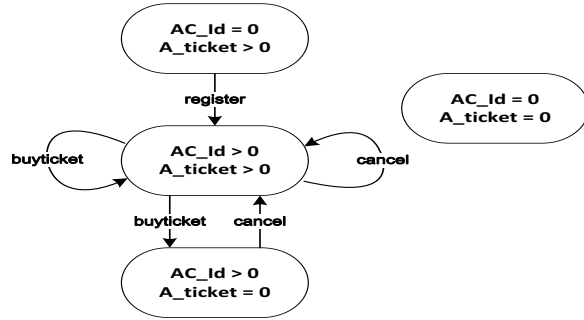 AC_Id = 0
A_ticket > 0
register
AC_Id = 0
A_ticket = 0
buyticket
AC_Id > 0
A_ticket > 0
cancel
buyticket
cancel
AC_Id > 0
A_ticket = 0